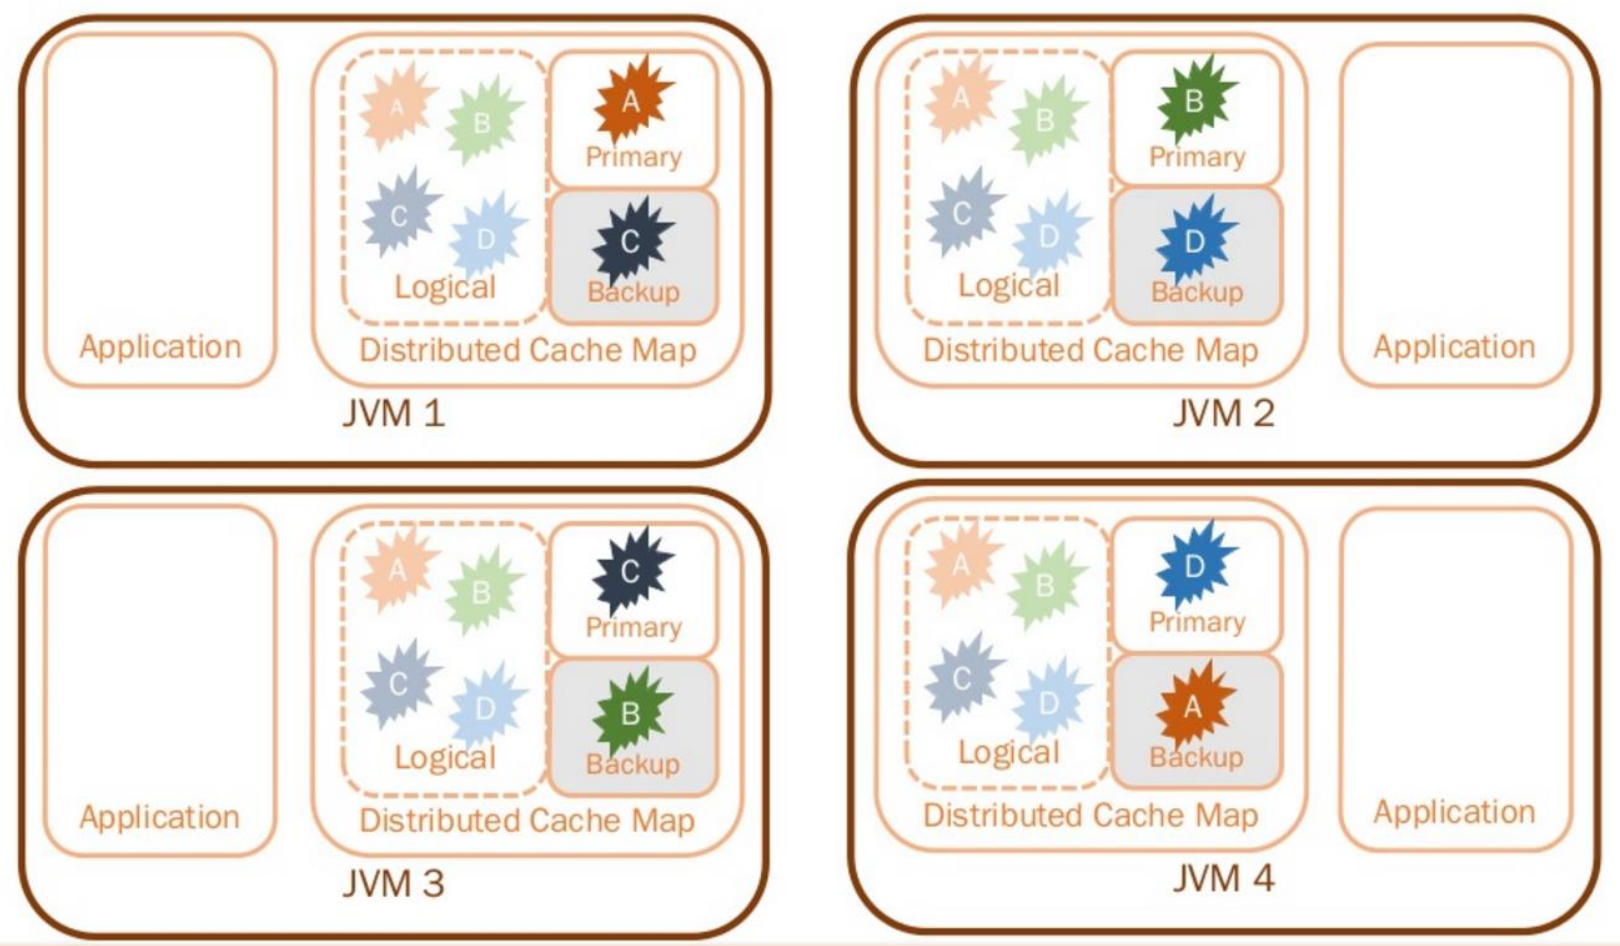 A
B
C
D
Logical
A
Primary
C
Backup
Distributed Cache Map
Application
JVM 1
A
B
C
D
Logical
B
Primary
D
Backup
Distributed Cache Map
Application
JVM 2
A
B
C
D
Logical
C
Primary
B
Backup
Distributed Cache Map
Application
JVM 3
A
B
C
D
Logical
D
Primary
A
Backup
Distributed Cache Map
Application
JVM 4